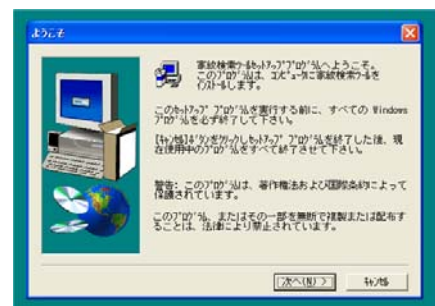 ようこそ
家紋検索ﾂｰﾙｾｯﾄｱｯﾌﾟﾌﾟﾛｸﾞﾗﾑへようこそ。
このﾌﾟﾛｸﾞﾗﾑは、ｺﾝﾋﾟｭｰﾀに家紋検索ﾂｰﾙを
ｲﾝｽﾄｰﾙします。
このｾｯﾄｱｯﾌﾟ ﾌﾟﾛｸﾞﾗﾑを実行する前に、すべての Windows
ﾌﾟﾛｸﾞﾗﾑを必ず終了して下さい。
[ｷｬﾝｾﾙ]ﾎﾞﾀﾝをｸﾘｯｸしｾｯﾄｱｯﾌﾟ ﾌﾟﾛｸﾞﾗﾑを終了した後、現
在使用中のﾌﾟﾛｸﾞﾗﾑをすべて終了させて下さい。
警告: このﾌﾟﾛｸﾞﾗﾑは、著作権法および国際条約によって
保護されています。
このﾌﾟﾛｸﾞﾗﾑ、またはその一部を無断で複製または配布す
ることは、法律により禁止されています。
次へ(N) >
ｷｬﾝｾﾙ